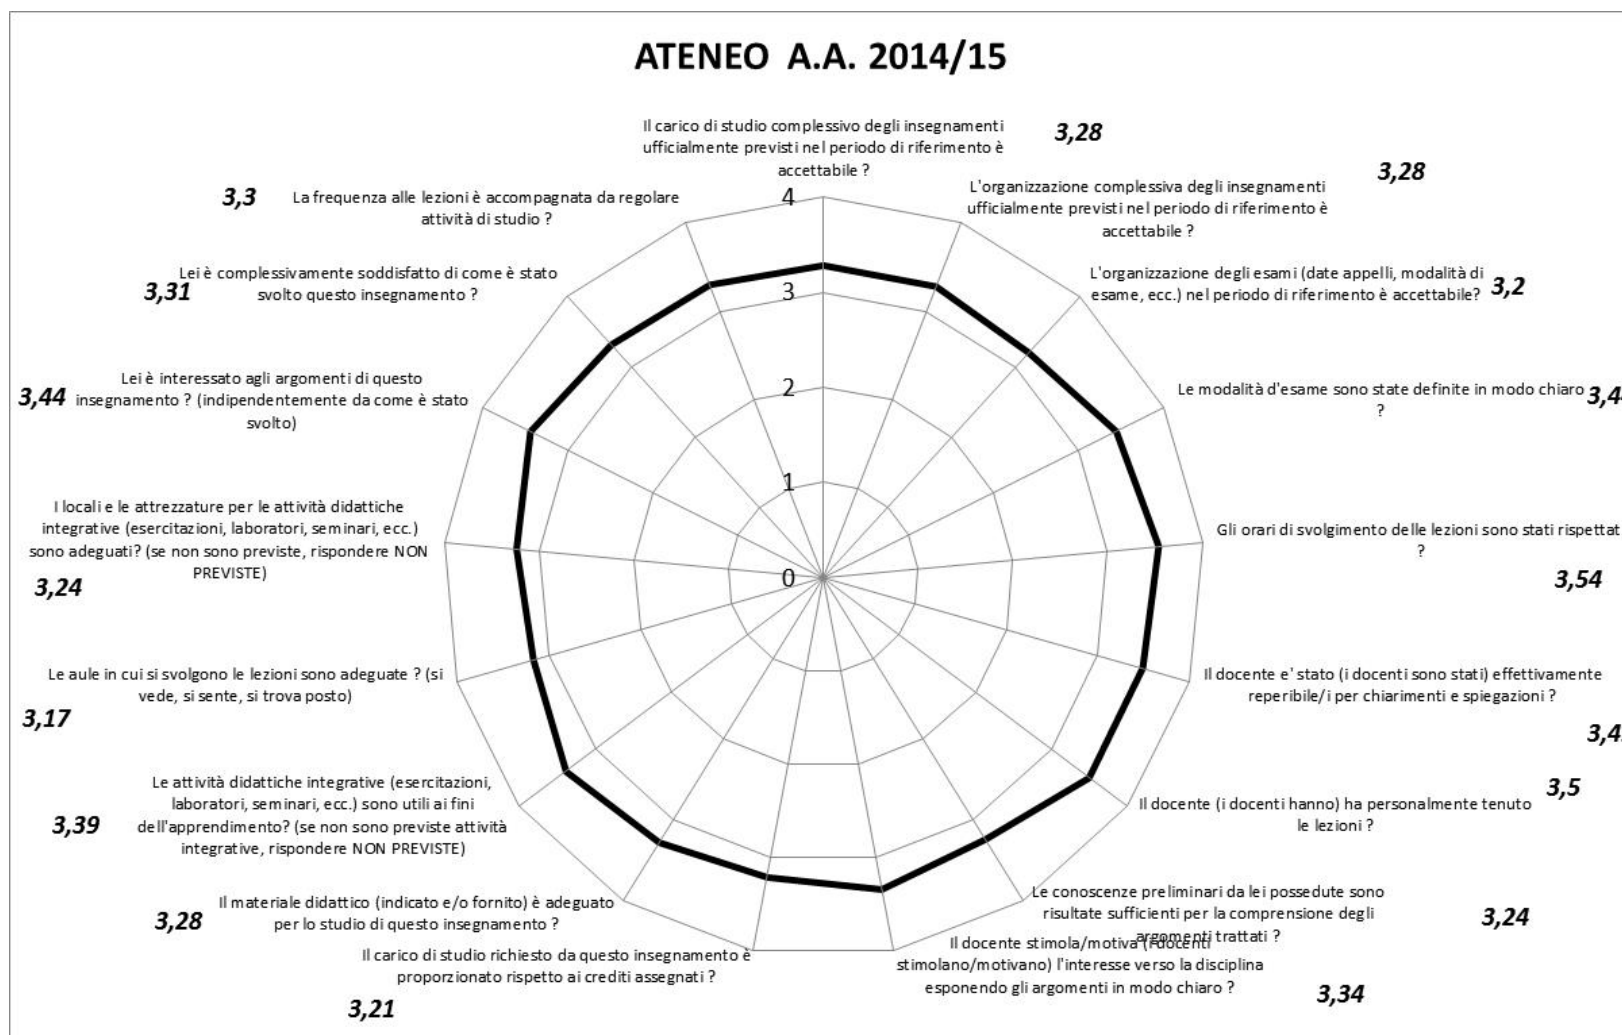 ATENEO A.A. 2014/15
Il carico di studio complessivo degli insegnamenti
ufficialmente previsti nel periodo di riferimento è
accettabile ?
3,28
L'organizzazione complessiva degli insegnamenti
ufficialmente previsti nel periodo di riferimento è
accettabile ?
3,28
L'organizzazione degli esami (date appelli, modalità di
esame, ecc.) nel periodo di riferimento è accettabile?
3,2
Le modalità d'esame sono state definite in modo chiaro
?
Gli orari di svolgimento delle lezioni sono stati
?
3,54
Il docente e' stato (i docenti sono stati) effettivamente
reperibile/i per chiarimenti e spiegazioni ?
Il docente (i docenti hanno) ha personalmente tenuto
le lezioni ?
3,5
Le conoscenze preliminari da lei possedute sono
risultate sufficienti per la comprensione degli
argomenti trattati ?
3,24
Il docente stimola/motiva (i docenti
stimolano/motivano) l'interesse verso la disciplina
esponendo gli argomenti in modo chiaro ?
3,34
Il carico di studio richiesto da questo insegnamento è
proporzionato rispetto ai crediti assegnati ?
3,21
Il materiale didattico (indicato e/o fornito) è adeguato
per lo studio di questo insegnamento ?
3,28
Le attività didattiche integrative (esercitazioni,
laboratori, seminari, ecc.) sono utili ai fini
dell'apprendimento? (se non sono previste attività
integrative, rispondere NON PREVISTE)
3,39
Le aule in cui si svolgono le lezioni sono adeguate ? (si
vede, si sente, si trova posto)
3,17
I locali e le attrezzature per le attività didattiche
integrative (esercitazioni, laboratori, seminari, ecc.)
sono adeguati? (se non sono previste, rispondere NON
PREVISTE)
3,24
Lei è interessato agli argomenti di questo
insegnamento ? (indipendentemente da come è stato
svolto)
3,44
Lei è complessivamente soddisfatto di come è stato
svolto questo insegnamento ?
3,31
La frequenza alle lezioni è accompagnata da regolare
attività di studio ?
3,3
4
3
2
1
0